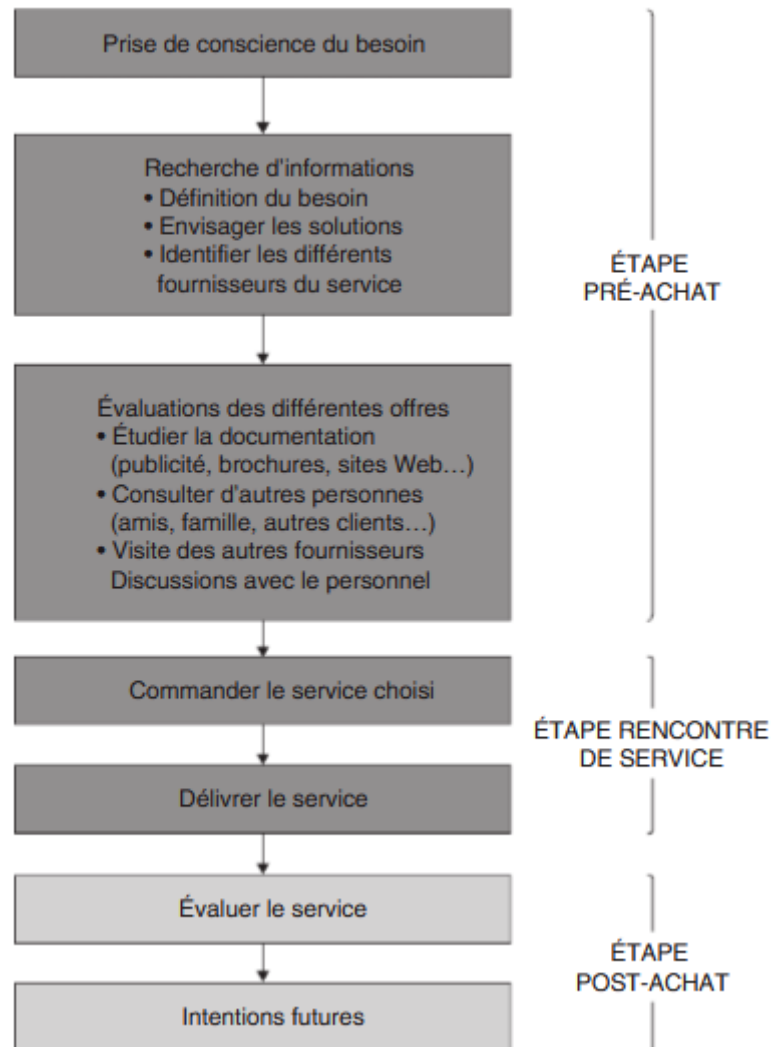 Prise de conscience du besoin
Recherche d'informations
• Définition du besoin
• Envisager les solutions
• Identifier les différents
fournisseurs du service
ÉTAPE
PRÉ-ACHAT
Évaluations des différentes offres
• Étudier la documentation
(publicité, brochures, sites Web…)
• Consulter d'autres personnes
(amis, famille, autres clients…)
• Visite des autres fournisseurs
Discussions avec le personnel
Commander le service choisi
ÉTAPE RENCONTRE
DE SERVICE
Délivrer le service
Évaluer le service
ÉTAPE
POST-ACHAT
Intentions futures